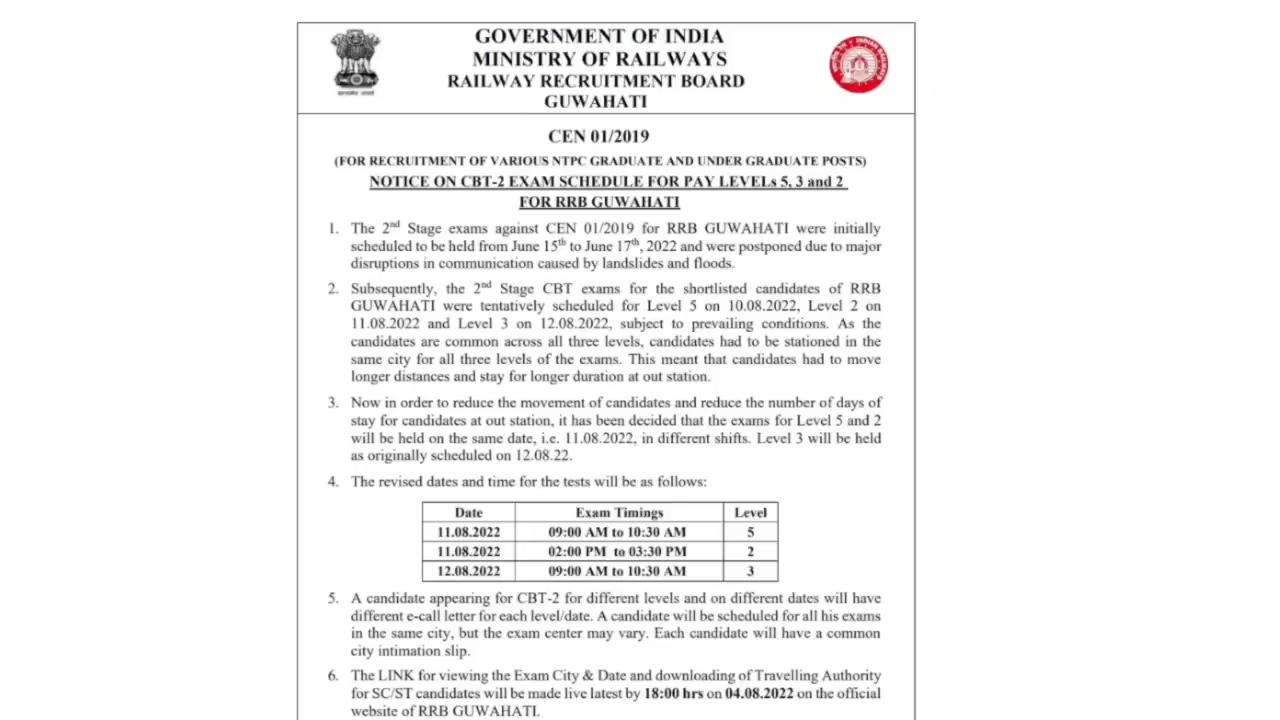 GOVERNMENT OF INDIA
MINISTRY OF RAILWAYS
RAILWAY RECRUITMENT BOARD
GUWAHATI
CEN 01/2019
(FOR RECRUITMENT OF VARIOUS NTPC GRADUATE AND UNDER GRADUATE POSTS)
NOTICE ON CBT-2 EXAM SCHEDULE FOR PAY LEVELs 5, 3 and 2
FOR RRB GUWAHATI
1. The 2nd Stage exams against CEN 01/2019 for RRB GUWAHATI were initially
scheduled to be held from June 15th to June 17th, 2022 and were postponed due to major
disruptions in communication caused by landslides and floods.
2. Subsequently, the 2nd Stage CBT exams for the shortlisted candidates of RRB
GUWAHATI were tentatively scheduled for Level 5 on 10.08.2022, Level 2 on
11.08.2022 and Level 3 on 12.08.2022, subject to prevailing conditions. As the
candidates are common across all three levels, candidates had to be stationed in the
same city for all three levels of the exams. This meant that candidates had to move
longer distances and stay for longer duration at out station.
3. Now in order to reduce the movement of candidates and reduce the number of days of
stay for candidates at out station, it has been decided that the exams for Level 5 and 2
will be held on the same date, i.e. 11.08.2022, in different shifts. Level 3 will be held
as originally scheduled on 12.08.22.
4. The revised dates and time for the tests will be as follows:
Date Exam Timings Level
11.08.2022 09:00 AM to 10:30 AM 5
11.08.2022 02:00 PM to 03:30 PM 2
12.08.2022 09:00 AM to 10:30 AM 3
5. A candidate appearing for CBT-2 for different levels and on different dates will have
different e-call letter for each level/date. A candidate will be scheduled for all his exams
in the same city, but the exam center may vary. Each candidate will have a common
city intimation slip.
6. The LINK for viewing the Exam City & Date and downloading of Travelling Authority
for SC/ST candidates will be made live latest by 18:00 hrs on 04.08.2022 on the official
website of RRB GUWAHATI.